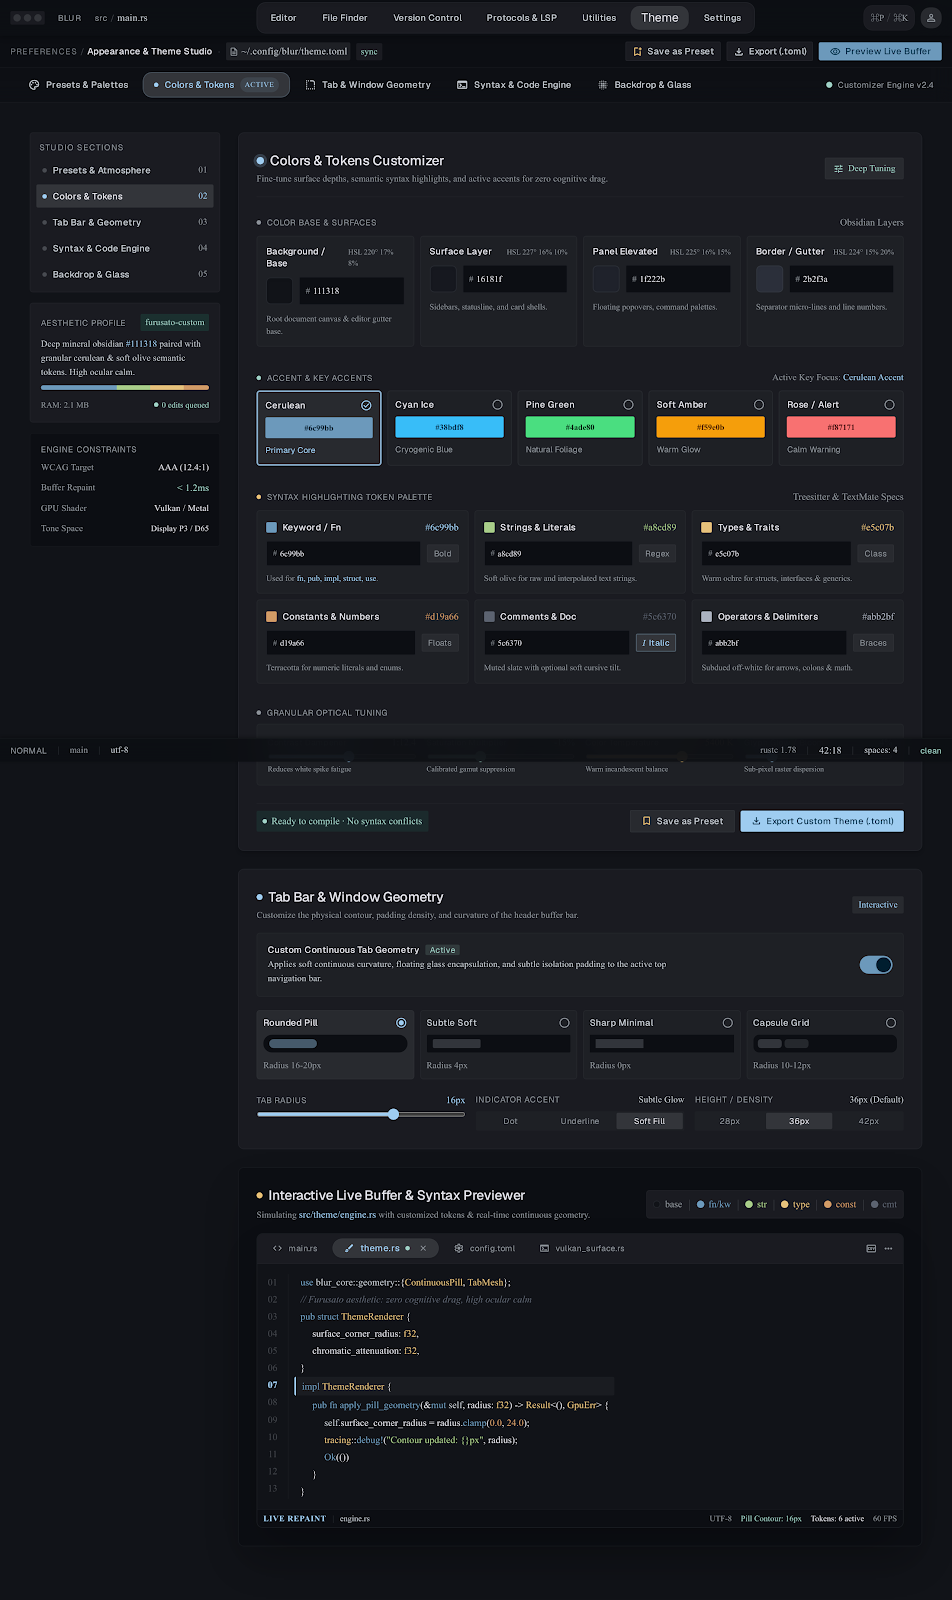 BLUR src / main.rs
Editor File Finder Version Control Protocols & LSP Utilities Theme Settings
⌘P / ⌘K
PREFERENCES / Appearance & Theme Studio
~/.config/blur/theme.toml sync
Save as Preset Export (.toml) Preview Live Buffer
Presets & Palettes Colors & Tokens ACTIVE Tab & Window Geometry Syntax & Code Engine Backdrop & Glass
Customizer Engine v2.4
STUDIO SECTIONS
Presets & Atmosphere 01
Colors & Tokens 02
Tab Bar & Geometry 03
Syntax & Code Engine 04
Backdrop & Glass 05
AESTHETIC PROFILE furusato-custom
Deep mineral obsidian #111318 paired with
granular cerulean & soft olive semantic
tokens. High ocular calm.
RAM: 2.1 MB 0 edits queued
ENGINE CONSTRAINTS
WCAG Target AAA (12.4:1)
Buffer Repaint < 1.2ms
GPU Shader Vulkan / Metal
Tone Space Display P3 / D65
Colors & Tokens Customizer
Fine-tune surface depths, semantic syntax highlights, and active accents for zero cognitive drag.
Deep Tuning
COLOR BASE & SURFACES Obsidian Layers
Background / Base HSL 220° 17% 8%
# 111318
Root document canvas & editor gutter
base.
Surface Layer HSL 227° 16% 10%
# 16181f
Sidebars, statusline, and card shells.
Panel Elevated HSL 225° 16% 15%
# 1f222b
Floating popovers, command palettes.
Border / Gutter HSL 224° 15% 20%
# 2b2f3a
Separator micro-lines and line numbers.
ACCENT & KEY ACCENTS Active Key Focus: Cerulean Accent
Cerulean
#6c99bb
Primary Core
Cyan Ice
#38bdf8
Cryogenic Blue
Pine Green
#4ade80
Natural Foliage
Soft Amber
#f59e0b
Warm Glow
Rose / Alert
#f87171
Calm Warning
SYNTAX HIGHLIGHTING TOKEN PALETTE Treesitter & TextMate Specs
Keyword / Fn #6c99bb
# 6c99bb Bold
Used for fn, pub, impl, struct, use.
Strings & Literals #a8cd89
# a8cd89 Regex
Soft olive for raw and interpolated text strings.
Types & Traits #e5c07b
# e5c07b Class
Warm ochre for structs, interfaces & generics.
Constants & Numbers #d19a66
# d19a66 Floats
Terracotta for numeric literals and enums.
Comments & Doc #5c6370
# 5c6370 I Italic
Muted slate with optional soft cursive tilt.
Operators & Delimiters #abb2bf
# abb2bf Braces
Subdued off-white for arrows, colons & math.
GRANULAR OPTICAL TUNING
NORMAL main utf-8 rustc 1.78 42:18 spaces: 4 clean
Reduces white spike fatigue Calibrated gamut suppression Warm incandescent balance Sub-pixel raster dispersion
Ready to compile · No syntax conflicts
Save as Preset Export Custom Theme (.toml)
Tab Bar & Window Geometry
Customize the physical contour, padding density, and curvature of the header buffer bar.
Interactive
Custom Continuous Tab Geometry Active
Applies soft continuous curvature, floating glass encapsulation, and subtle isolation padding to the active top
navigation bar.
Rounded Pill
Radius 16-20px
Subtle Soft
Radius 4px
Sharp Minimal
Radius 0px
Capsule Grid
Radius 10-12px
TAB RADIUS 16px
INDICATOR ACCENT Subtle Glow
Dot Underline Soft Fill
HEIGHT / DENSITY 36px (Default)
28px 36px 42px
Interactive Live Buffer & Syntax Previewer
Simulating src/theme/engine.rs with customized tokens & real-time continuous geometry.
base fn/kw str type const cmt
main.rs theme.rs × config.toml vulkan_surface.rs
01 use blur_core::geometry::{ContinuousPill, TabMesh};
02 // Furusato aesthetic: zero cognitive drag, high ocular calm
03 pub struct ThemeRenderer {
04 surface_corner_radius: f32,
05 chromatic_attenuation: f32,
06 }
07 impl ThemeRenderer {
08 pub fn apply_pill_geometry(&mut self, radius: f32) -> Result<(), GpuErr> {
09 self.surface_corner_radius = radius.clamp(0.0, 24.0);
10 tracing::debug!("Contour updated: {}px", radius);
11 Ok(())
12 }
13 }
LIVE REPAINT engine.rs UTF-8 Pill Contour: 16px Tokens: 6 active 60 FPS